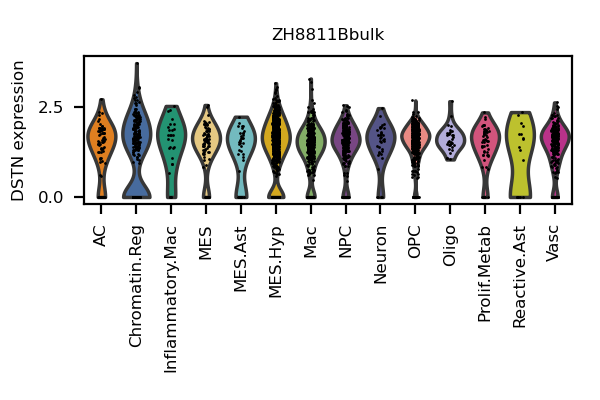 ZH8811Bbulk
DSTN expression
2.5
0.0
AC
Chromatin.Reg
Inflammatory.Mac
MES
MES.Ast
MES.Hyp
Mac
NPC
Neuron
OPC
Oligo
Prolif.Metab
Reactive.Ast
Vasc